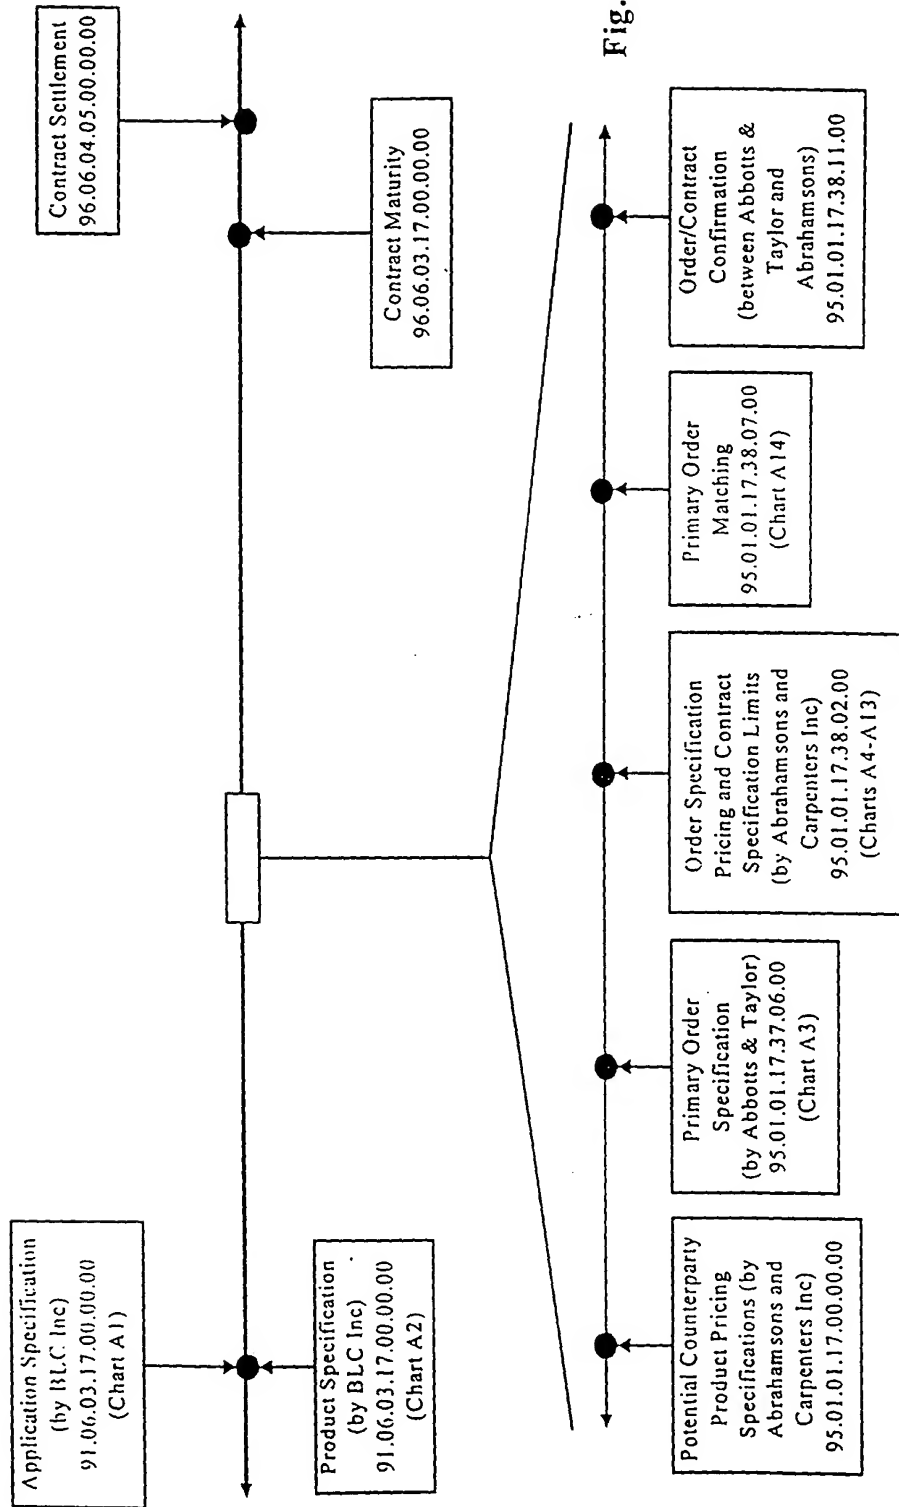 Application Specification
(by BLC Inc)
91.06.03.17.00.00.00
(Chart A1)
Product Specification
(by BLC Inc)
91.06.03.17.00.00.00
(Chart A2)
Contract Settlement
96.06.04.05.00.00.00
Contract Maturity
96.06.03.17.00.00.00
Potential Counterparty
Product Pricing
Specifications (by
Abrahamsons and
Carpenters Inc)
95.01.01.17.00.00.00
Primary Order
Specification
(by Abbotts & Taylor)
95.01.01.17.37.06.00
(Chart A3)
Order Specification
Pricing and Contract
Specification Limits
(by Abrahamsons and
Carpenters Inc)
95.01.01.17.38.02.00
(Charts A4-A13)
Primary Order
Matching
95.01.01.17.38.07.00
(Chart A14)
Order/Contract
Confirmation
(between Abbotts &
Taylor and
Abrahamsons)
95.01.01.17.38.11.00
Fig.